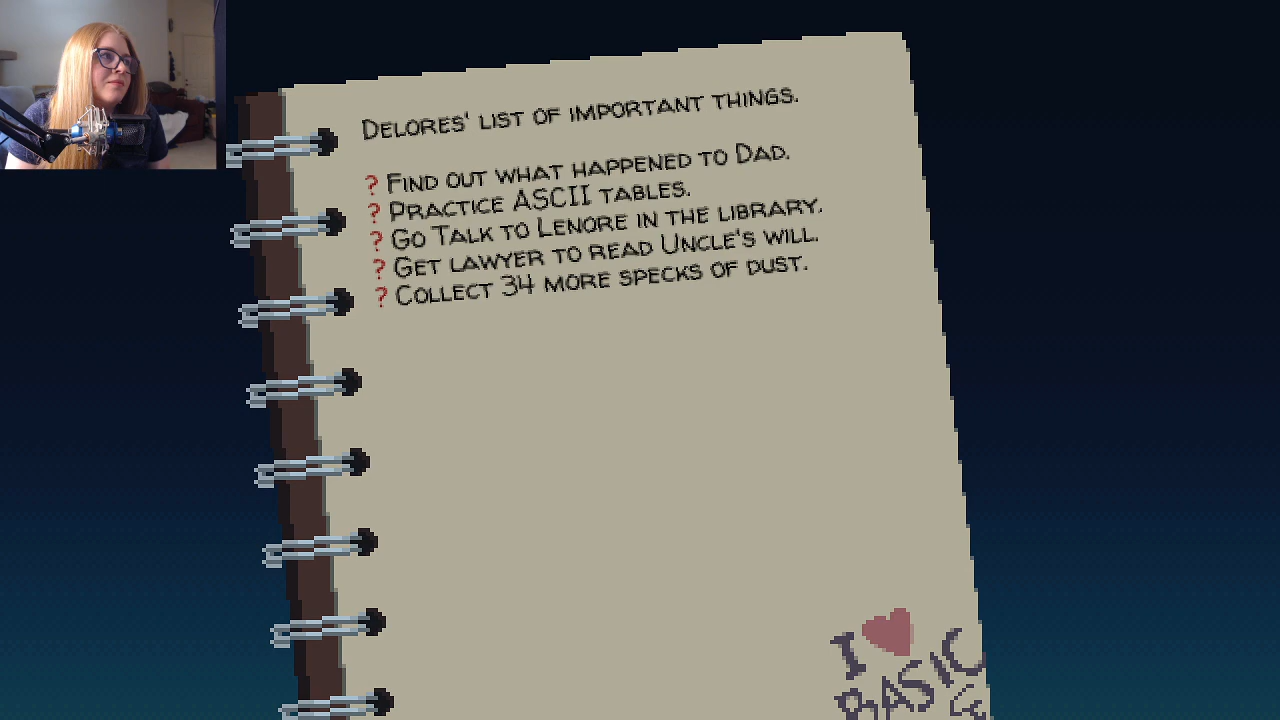 Delores' list of important things.
? Find out what happened to Dad.
? Practice ASCII tables.
? Go Talk to Lenore in the library.
? Get lawyer to read Uncle's will.
? Collect 34 more specks of dust.
I ❤
BASIC